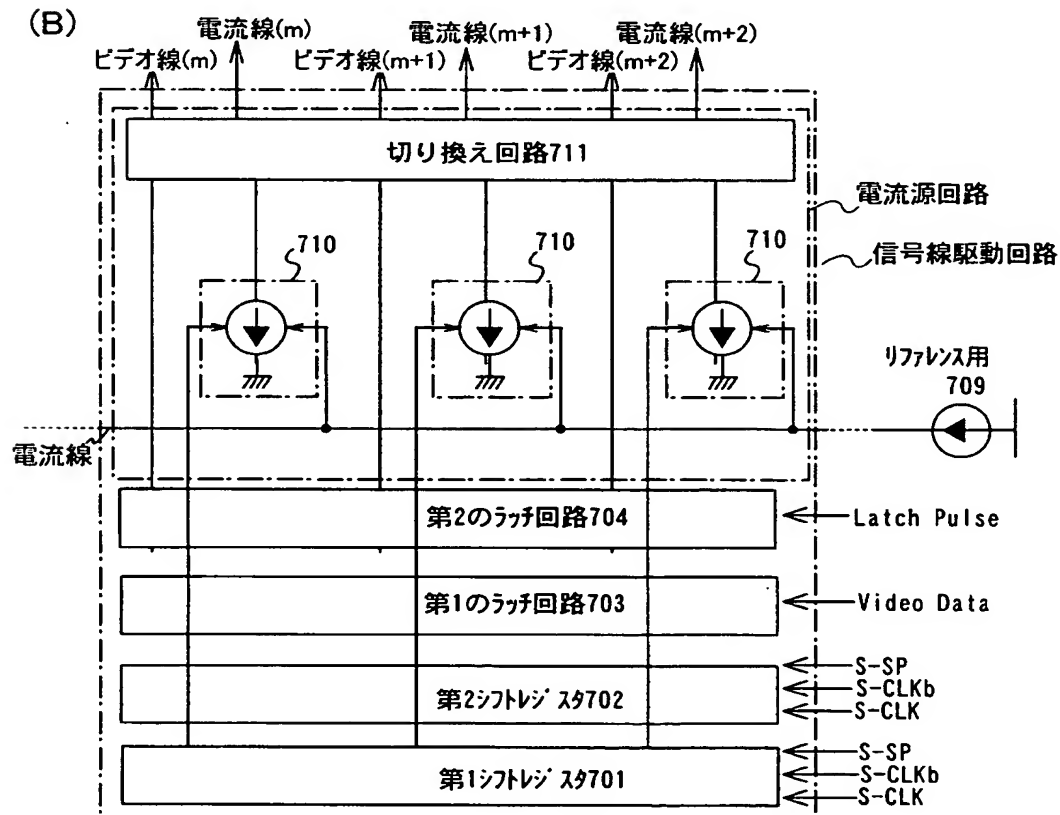 (B)
電流線(m) 電流線(m+1) 電流線(m+2)
ビデオ線(m) ビデオ線(m+1) ビデオ線(m+2)
切り換え回路711
電流源回路
710 710 710
信号線駆動回路
リファレンス用
709
電流線
第2のラッチ回路704 Latch Pulse
第1のラッチ回路703 Video Data
S-SP
第2シフトレジスタ702 S-CLKb
S-CLK
S-SP
第1シフトレジスタ701 S-CLKb
S-CLK